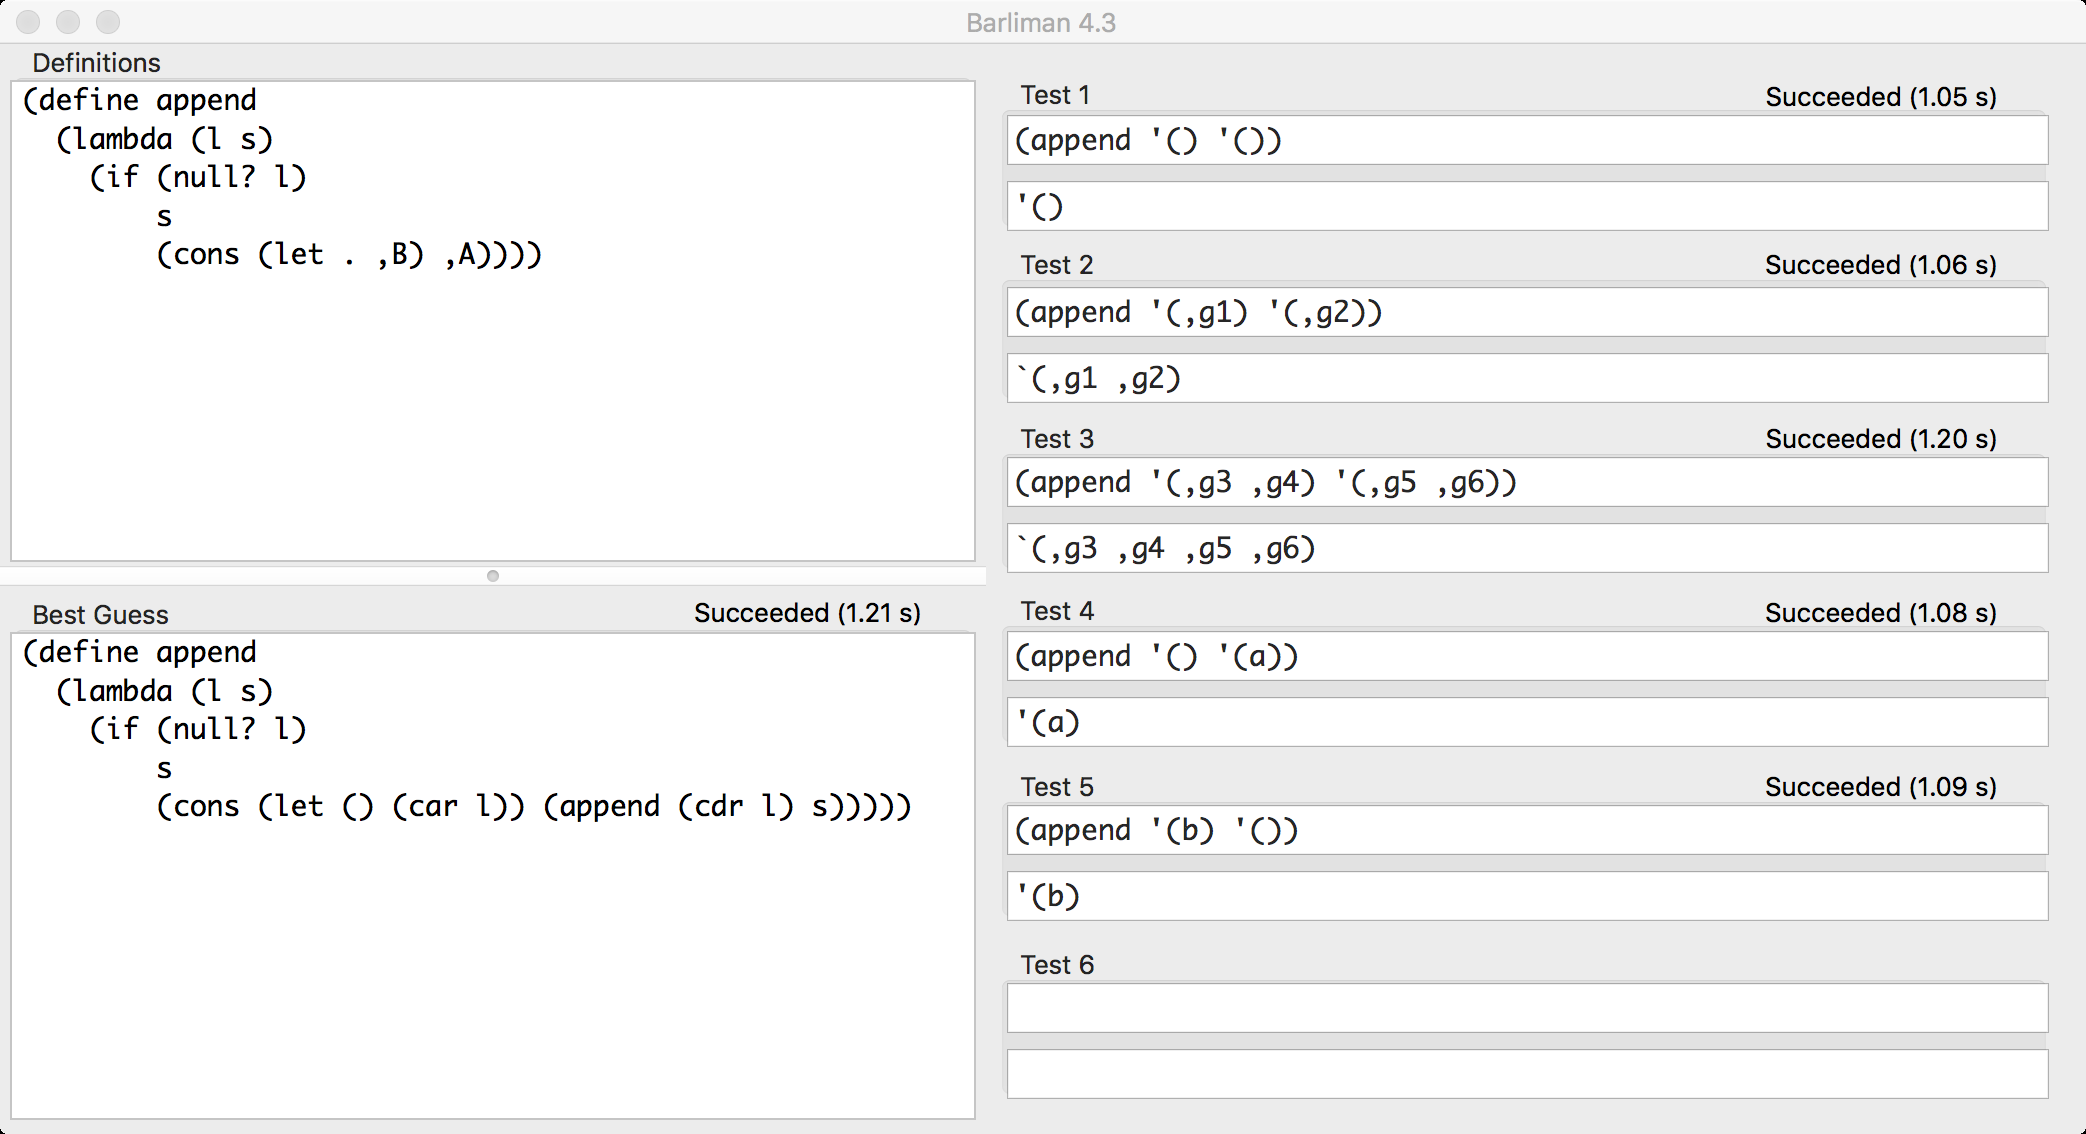 Barliman 4.3
Definitions
(define append
  (lambda (l s)
    (if (null? l)
        s
        (cons (let . ,B) ,A))))
Best Guess
Succeeded (1.21 s)
(define append
  (lambda (l s)
    (if (null? l)
        s
        (cons (let () (car l)) (append (cdr l) s)))))
Test 1
Succeeded (1.05 s)
(append '() '())
'()
Test 2
Succeeded (1.06 s)
(append '(,g1) '(,g2))
`(,g1 ,g2)
Test 3
Succeeded (1.20 s)
(append '(,g3 ,g4) '(,g5 ,g6))
`(,g3 ,g4 ,g5 ,g6)
Test 4
Succeeded (1.08 s)
(append '() '(a))
'(a)
Test 5
Succeeded (1.09 s)
(append '(b) '())
'(b)
Test 6